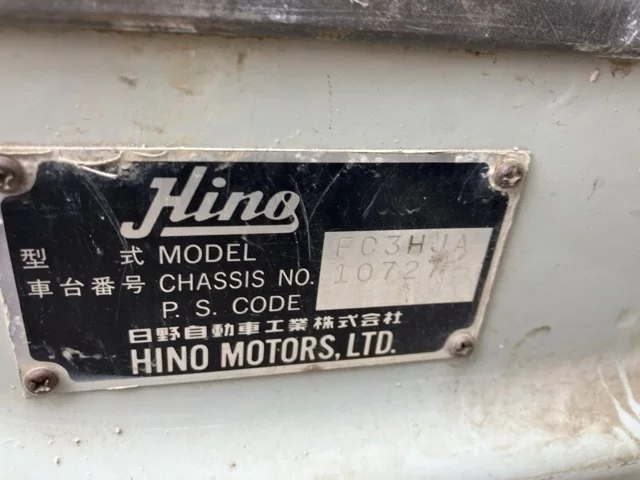 Hino
型 式 MODEL FC3HJA
車台番号 CHASSIS NO. 10727
P. S. CODE
日野自動車工業株式会社
HINO MOTORS, LTD.